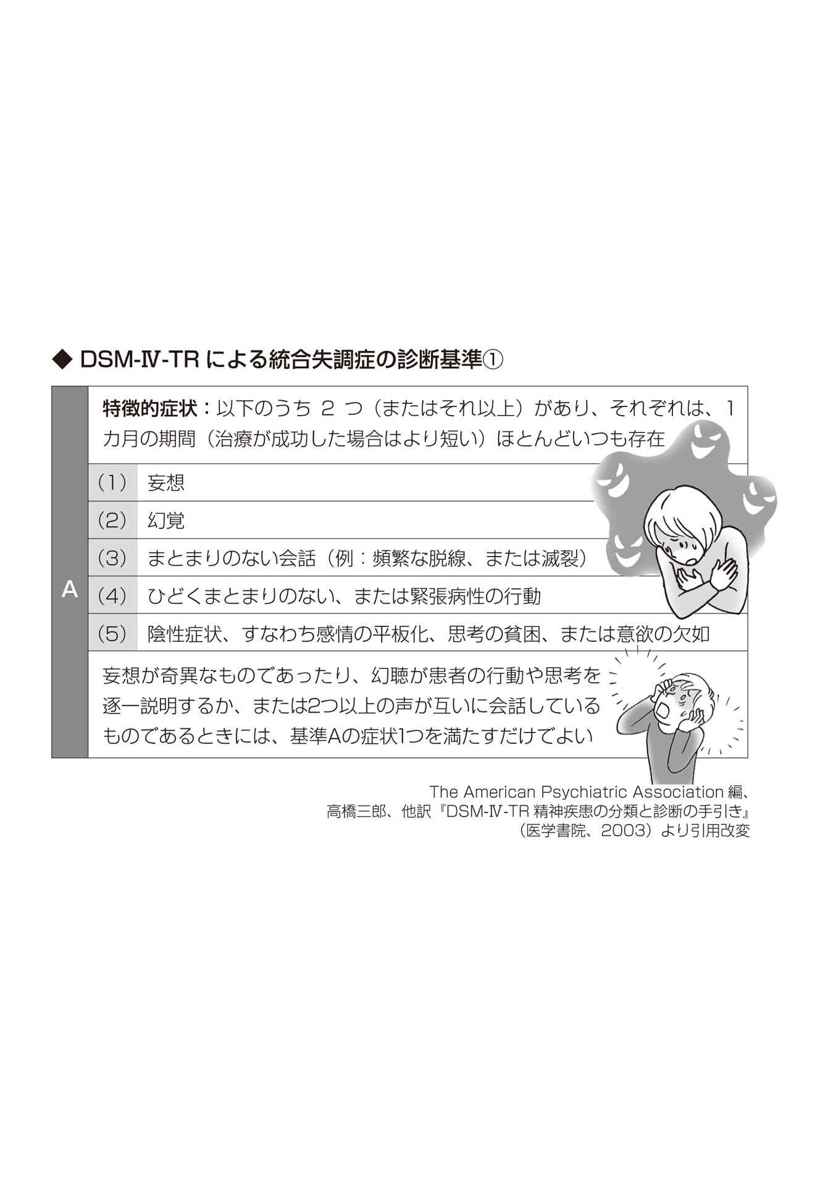 ◆ DSM-Ⅳ-TR による統合失調症の診断基準①
A
特徴的症状：以下のうち 2 つ（またはそれ以上）があり、それぞれは、1
カ月の期間（治療が成功した場合はより短い）ほとんどいつも存在
（1） 妄想
（2） 幻覚
（3） まとまりのない会話（例：頻繁な脱線、または滅裂）
（4） ひどくまとまりのない、または緊張病性の行動
（5） 陰性症状、すなわち感情の平板化、思考の貧困、または意欲の欠如
妄想が奇異なものであったり、幻聴が患者の行動や思考を
逐一説明するか、または2つ以上の声が互いに会話している
ものであるときには、基準Aの症状1つを満たすだけでよい
The American Psychiatric Association 編、
高橋三郎、他訳『DSM-Ⅳ-TR 精神疾患の分類と診断の手引き』
（医学書院、2003）より引用改変